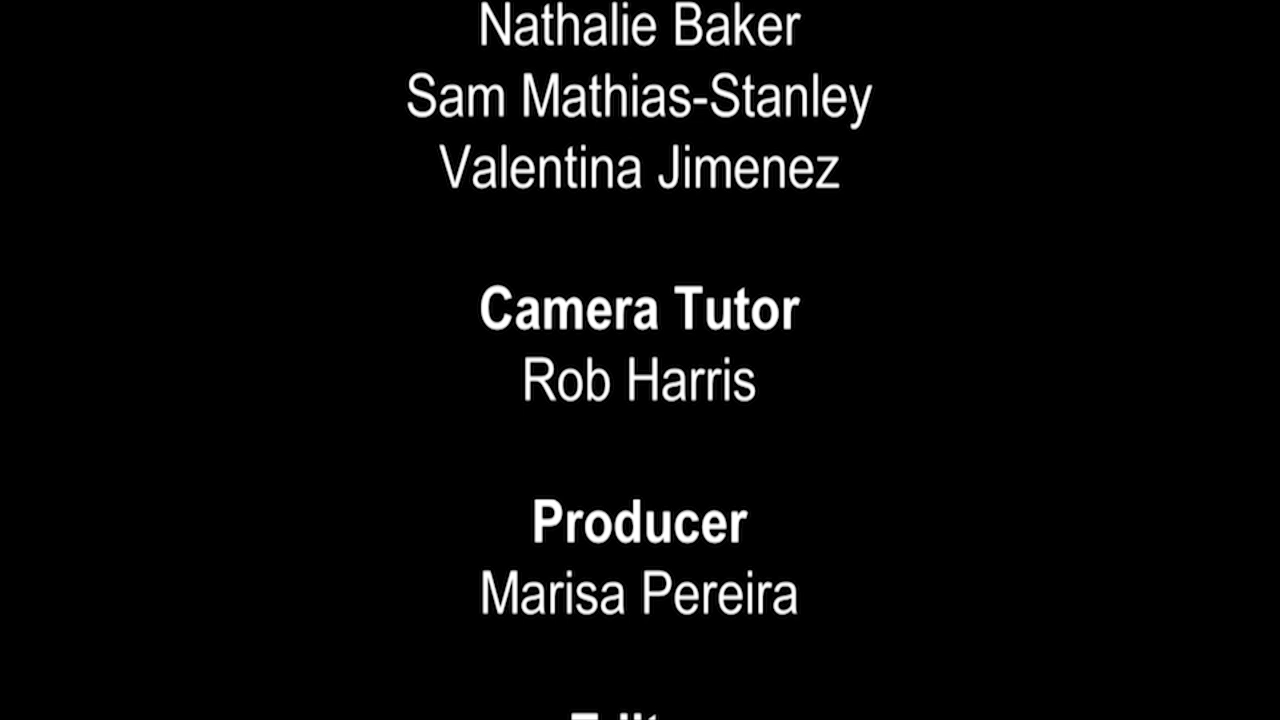 Nathalie Baker
Sam Mathias-Stanley
Valentina Jimenez
Camera Tutor
Rob Harris
Producer
Marisa Pereira